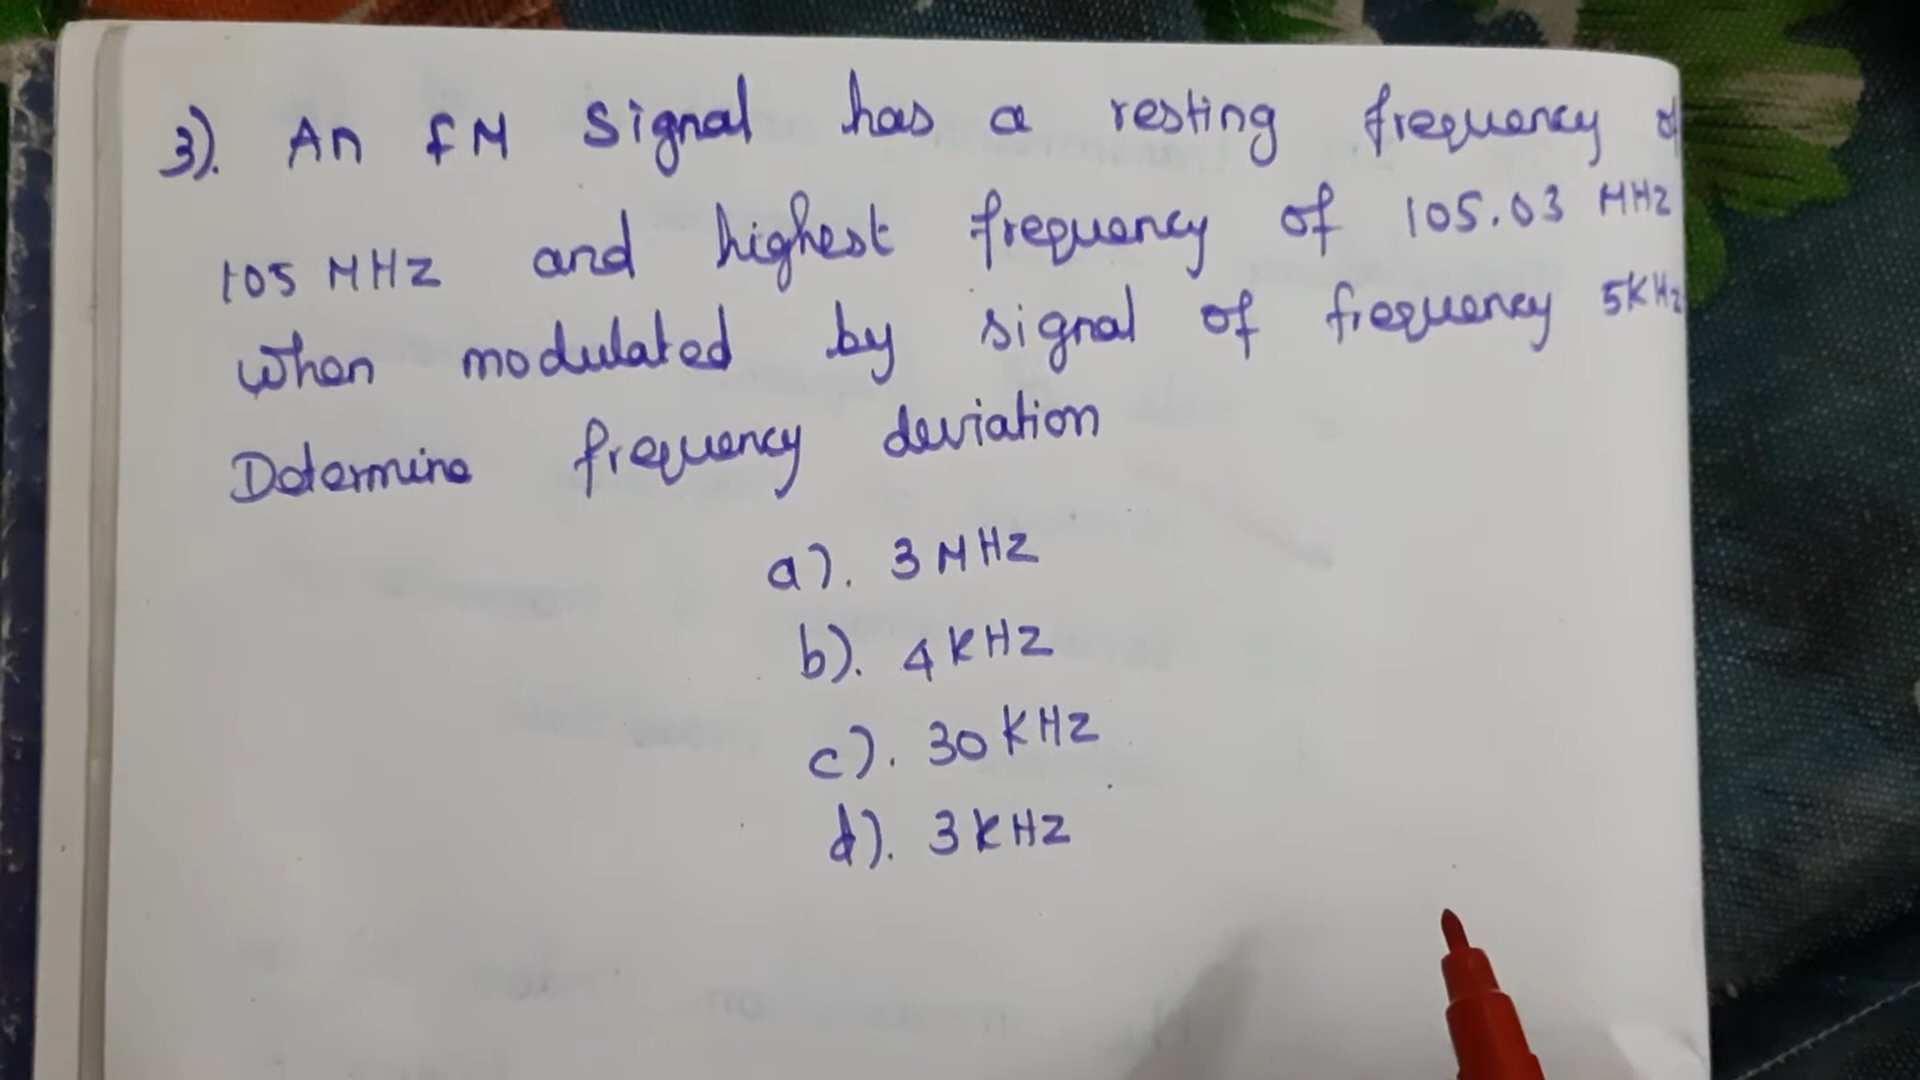 3). An FM signal has a resting frequency of
105 MHz and highest frequency of 105.03 MHz
when modulated by signal of frequency 5KHz
Determine frequency deviation
a). 3 MHz
b). 4 KHz
c). 30 KHz
d). 3 KHz